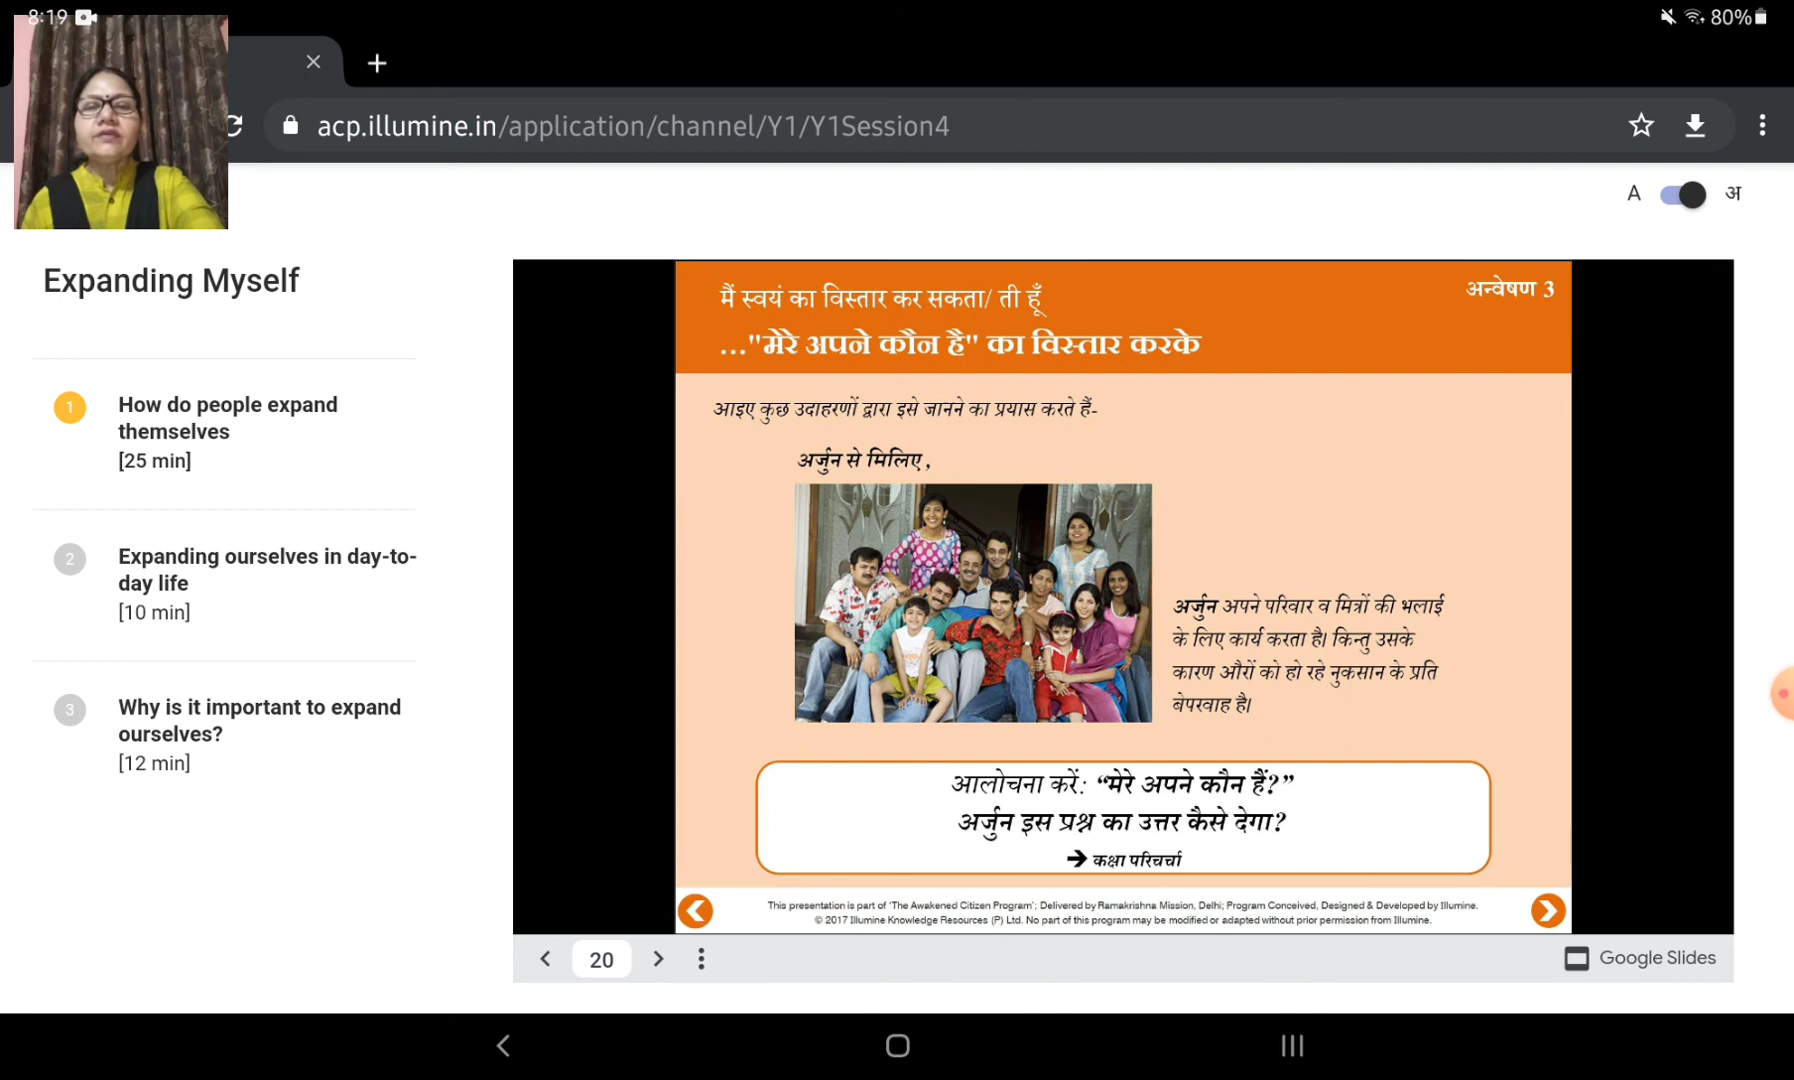 8:19
80%
acp.illumine.in/application/channel/Y1/Y1Session4
A
अ
Expanding Myself
1
How do people expand
themselves
[25 min]
2
Expanding ourselves in day-to-
day life
[10 min]
3
Why is it important to expand
ourselves?
[12 min]
मैं स्वयं का विस्तार कर सकता/ ती हूँ
अन्वेषण 3
..."मेरे अपने कौन है" का विस्तार करके
आइए कुछ उदाहरणों द्वारा इसे जानने का प्रयास करते हैं-
अर्जुन से मिलिए,
अर्जुन अपने परिवार व मित्रों की भलाई
के लिए कार्य करता है। किन्तु उसके
कारण औरों को हो रहे नुकसान के प्रति
बेपरवाह है।
आलोचना करें: “मेरे अपने कौन हैं?”
अर्जुन इस प्रश्न का उत्तर कैसे देगा?
➔ कक्षा परिचर्चा
This presentation is part of 'The Awakened Citizen Program'; Delivered by Ramakrishna Mission, Delhi; Program Conceived, Designed & Developed by Illumine.
© 2017 Illumine Knowledge Resources (P) Ltd. No part of this program may be modified or adapted without prior permission from Illumine.
20
Google Slides